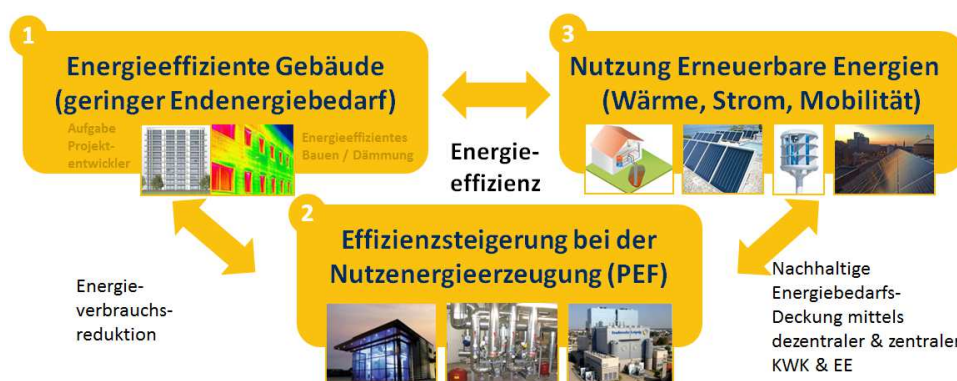 1
Energieeffiziente Gebäude
(geringer Endenergiebedarf)
Aufgabe
Projekt-
entwickler
Energieeffizientes
Bauen / Dämmung
3
Nutzung Erneuerbare Energien
(Wärme, Strom, Mobilität)
Energie-
effizienz
2
Effizienzsteigerung bei der
Nutzenergieerzeugung (PEF)
Energie-
verbrauchs-
reduktion
Nachhaltige
Energiebedarfs-
Deckung mittels
dezentraler & zentraler
KWK & EE